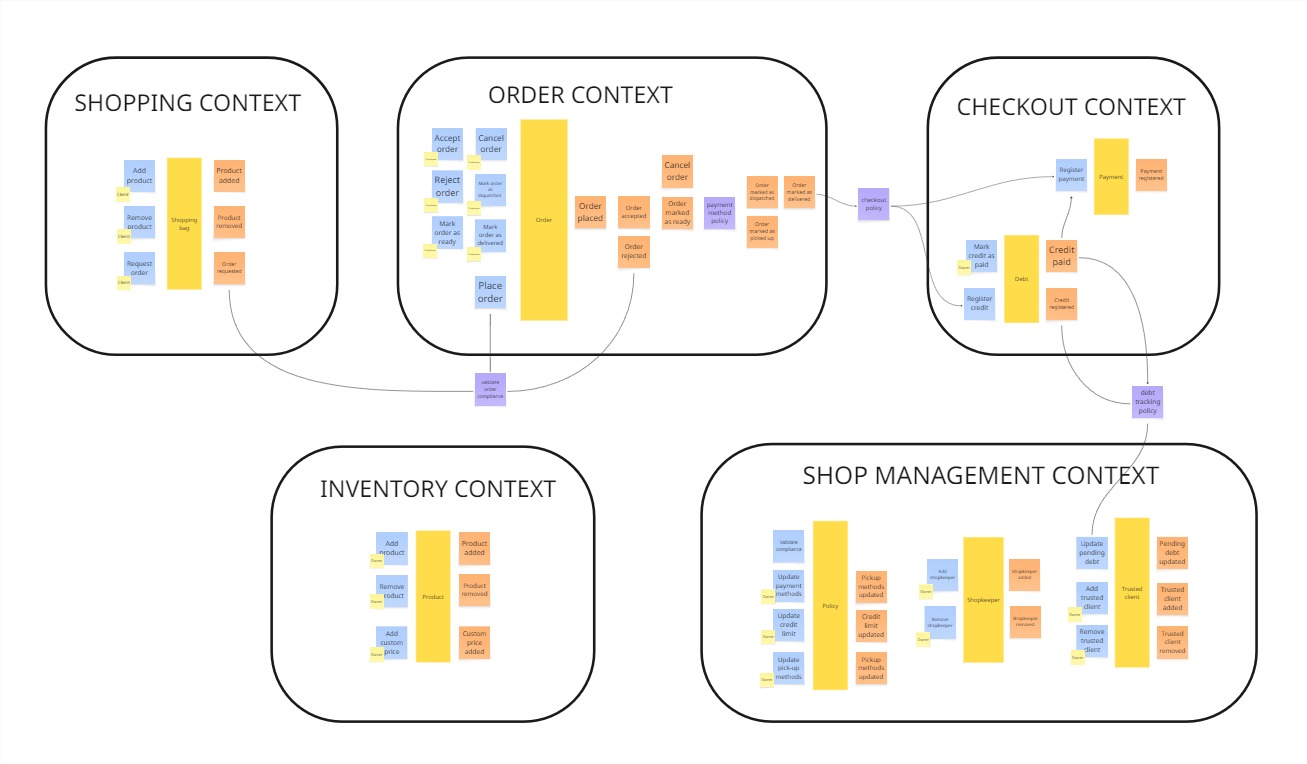 SHOPPING CONTEXT
Add
product
Client
Remove
product
Client
Request
order
Client
Shopping
bag
Product
added
Product
removed
Order
requested
ORDER CONTEXT
Accept
order
Cancel
order
Reject
order
Mark order
as
dispatched
Mark
order as
ready
Mark
order as
delivered
Place
order
Order
Order
placed
Order
accepted
Order
rejected
Cancel
order
Order
marked
as ready
payment
method
policy
Order
marked as
dispatched
Order
marked as
delivered
Order
marked as
picked up
checkout
policy
validate
order
compliance
CHECKOUT CONTEXT
Register
payment
Payment
Payment
registered
Mark
credit as
paid
Owner
Register
credit
Debt
Credit
paid
Credit
registered
debt
tracking
policy
INVENTORY CONTEXT
Add
product
Owner
Remove
product
Owner
Add
custom
price
Owner
Product
Product
added
Product
removed
Custom
price
added
SHOP MANAGEMENT CONTEXT
Validate
compliance
Update
payment
methods
Owner
Update
credit
limit
Owner
Update
pick-up
methods
Owner
Policy
Pickup
methods
updated
Credit
limit
updated
Pickup
methods
updated
Add
shopkeeper
Owner
Remove
shopkeeper
Owner
Shopkeeper
shopkeeper
added
shopkeeper
removed
Update
pending
debt
Add
trusted
client
Owner
Remove
trusted
client
Owner
Trusted
client
Pending
debt
updated
Trusted
client
added
Trusted
client
removed